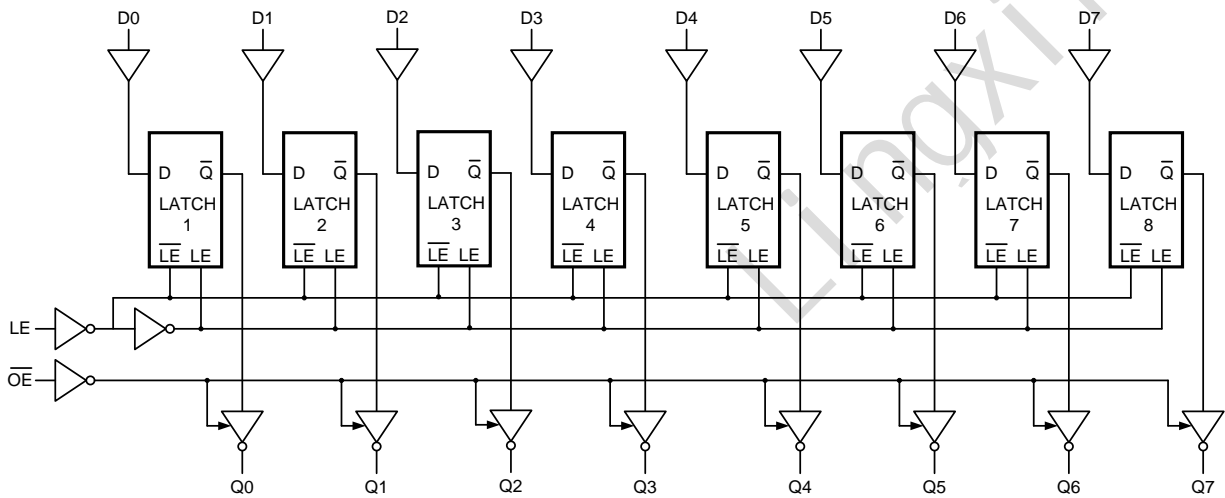 D0 D1 D2 D3 D4 D5 D6 D7
D Q̅ D Q̅ D Q̅ D Q̅ D Q̅ D Q̅ D Q̅ D Q̅
LATCH LATCH LATCH LATCH LATCH LATCH LATCH LATCH
1 2 3 4 5 6 7 8
L̅E̅ LE L̅E̅ LE L̅E̅ LE L̅E̅ LE L̅E̅ LE L̅E̅ LE L̅E̅ LE L̅E̅ LE
LE
O̅E̅
Q0 Q1 Q2 Q3 Q4 Q5 Q6 Q7
Lingxi